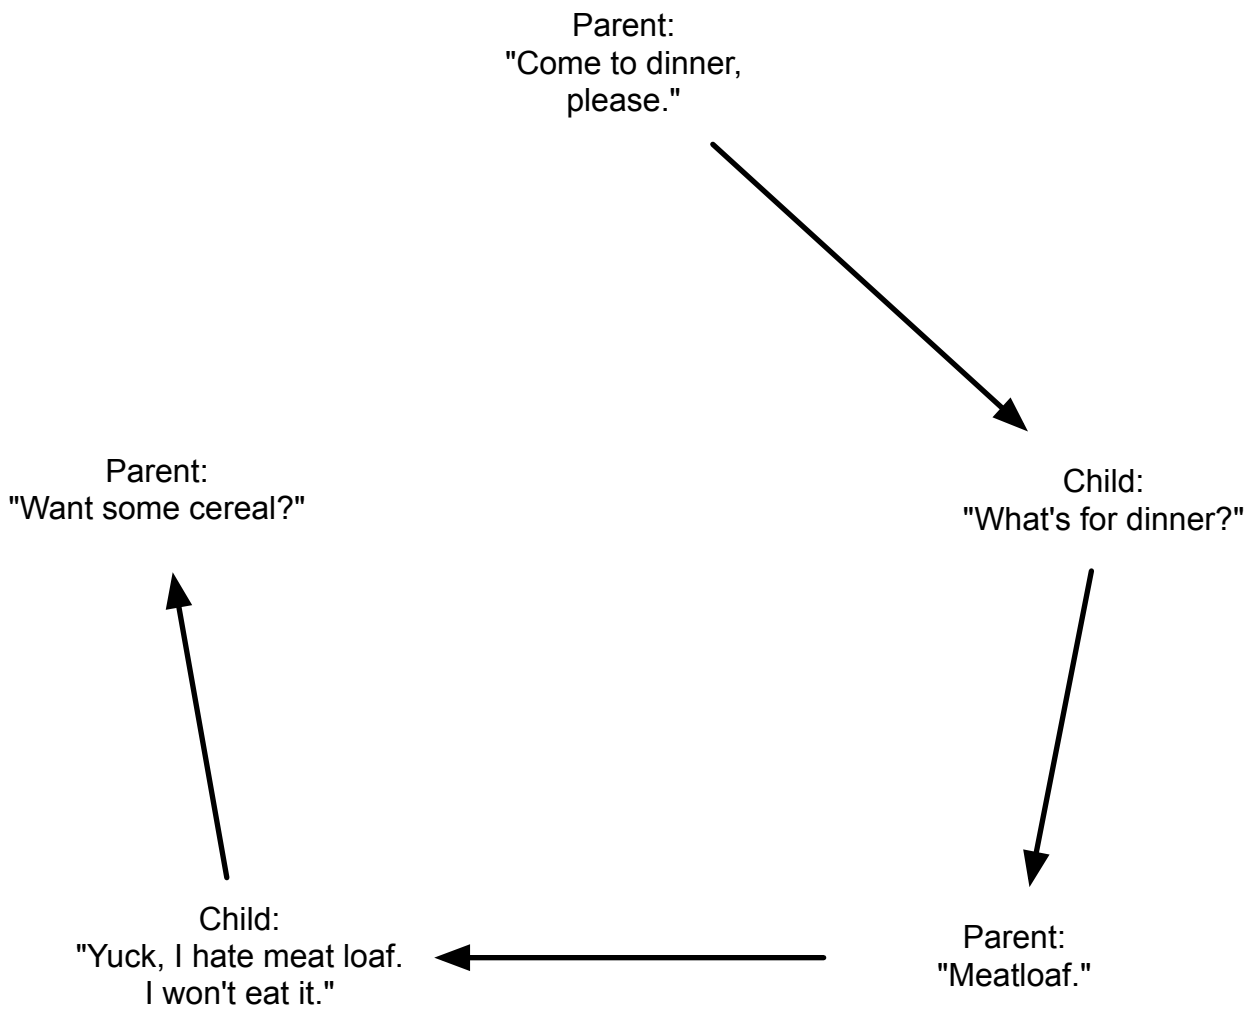 Parent:
"Come to dinner,
please."
Child:
"What's for dinner?"
Parent:
"Meatloaf."
Child:
"Yuck, I hate meat loaf.
I won't eat it."
Parent:
"Want some cereal?"